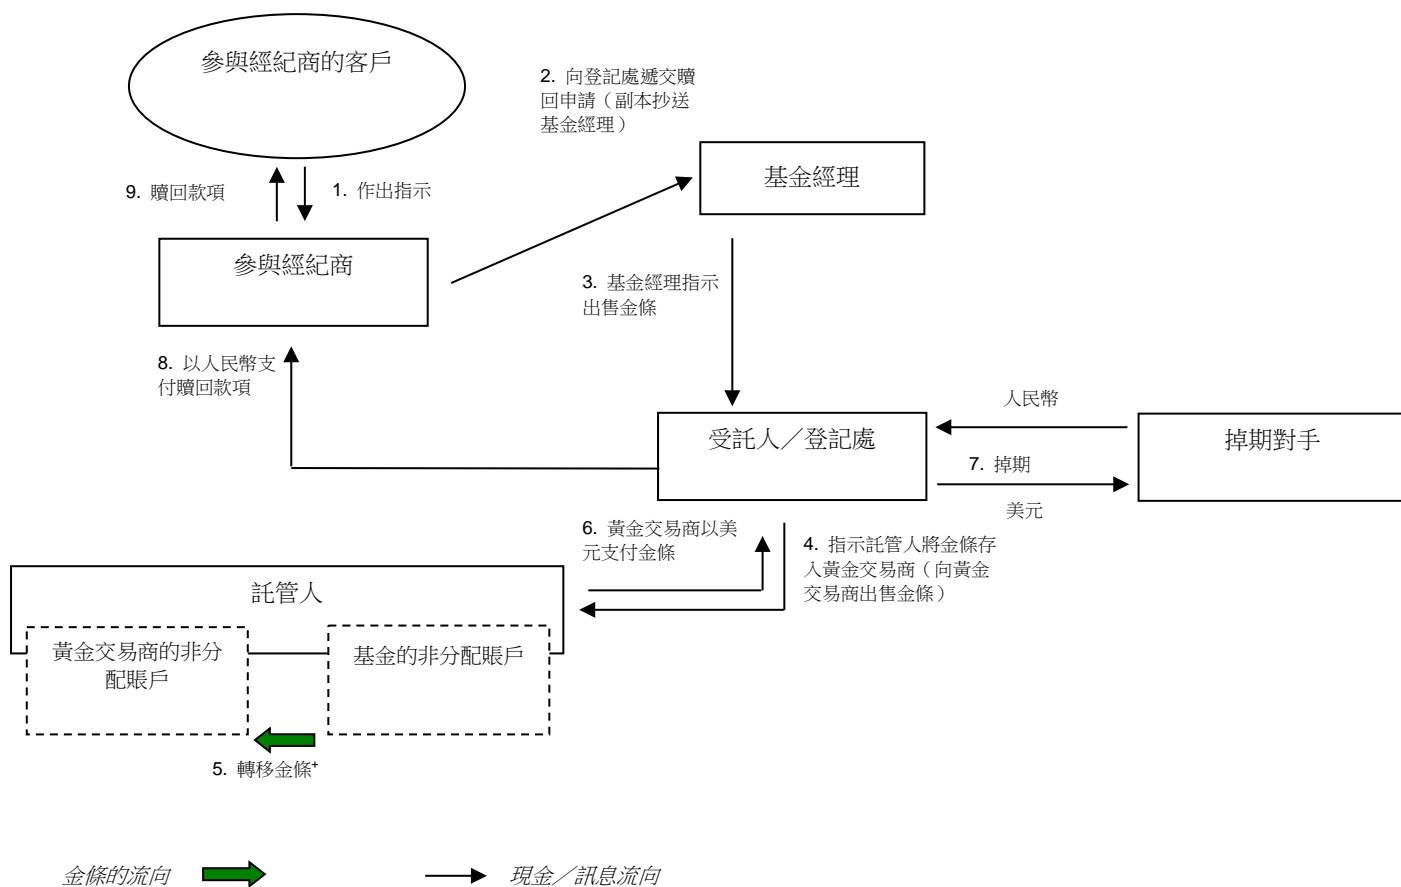 參與經紀商的客戶
2. 向登記處遞交贖
回申請（副本抄送
基金經理）
基金經理
9. 贖回款項
1. 作出指示
參與經紀商
3. 基金經理指示
出售金條
8. 以人民幣支
付贖回款項
人民幣
受託人／登記處
掉期對手
7. 掉期
美元
6. 黃金交易商以美
元支付金條
4. 指示託管人將金條存
入黃金交易商（向黃金
交易商出售金條）
託管人
黃金交易商的非分
配賬戶
基金的非分配賬戶
5. 轉移金條+
金條的流向
現金／訊息流向